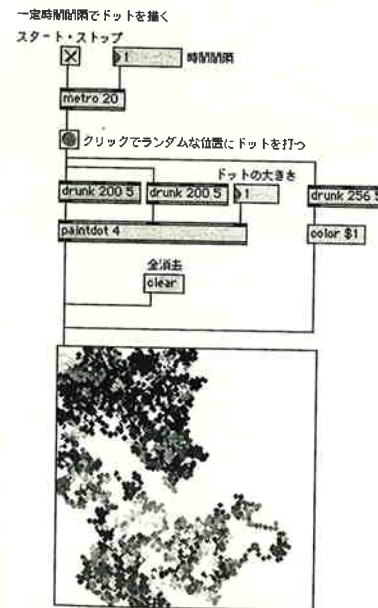 一定時間間隔でドットを描く
スタート・ストップ
1
時間間隔
metro 20
クリックでランダムな位置にドットを打つ
ドットの大きさ
drunk 200 5
drunk 200 5
1
drunk 256 5
paintdot 4
color $1
全消去
clear